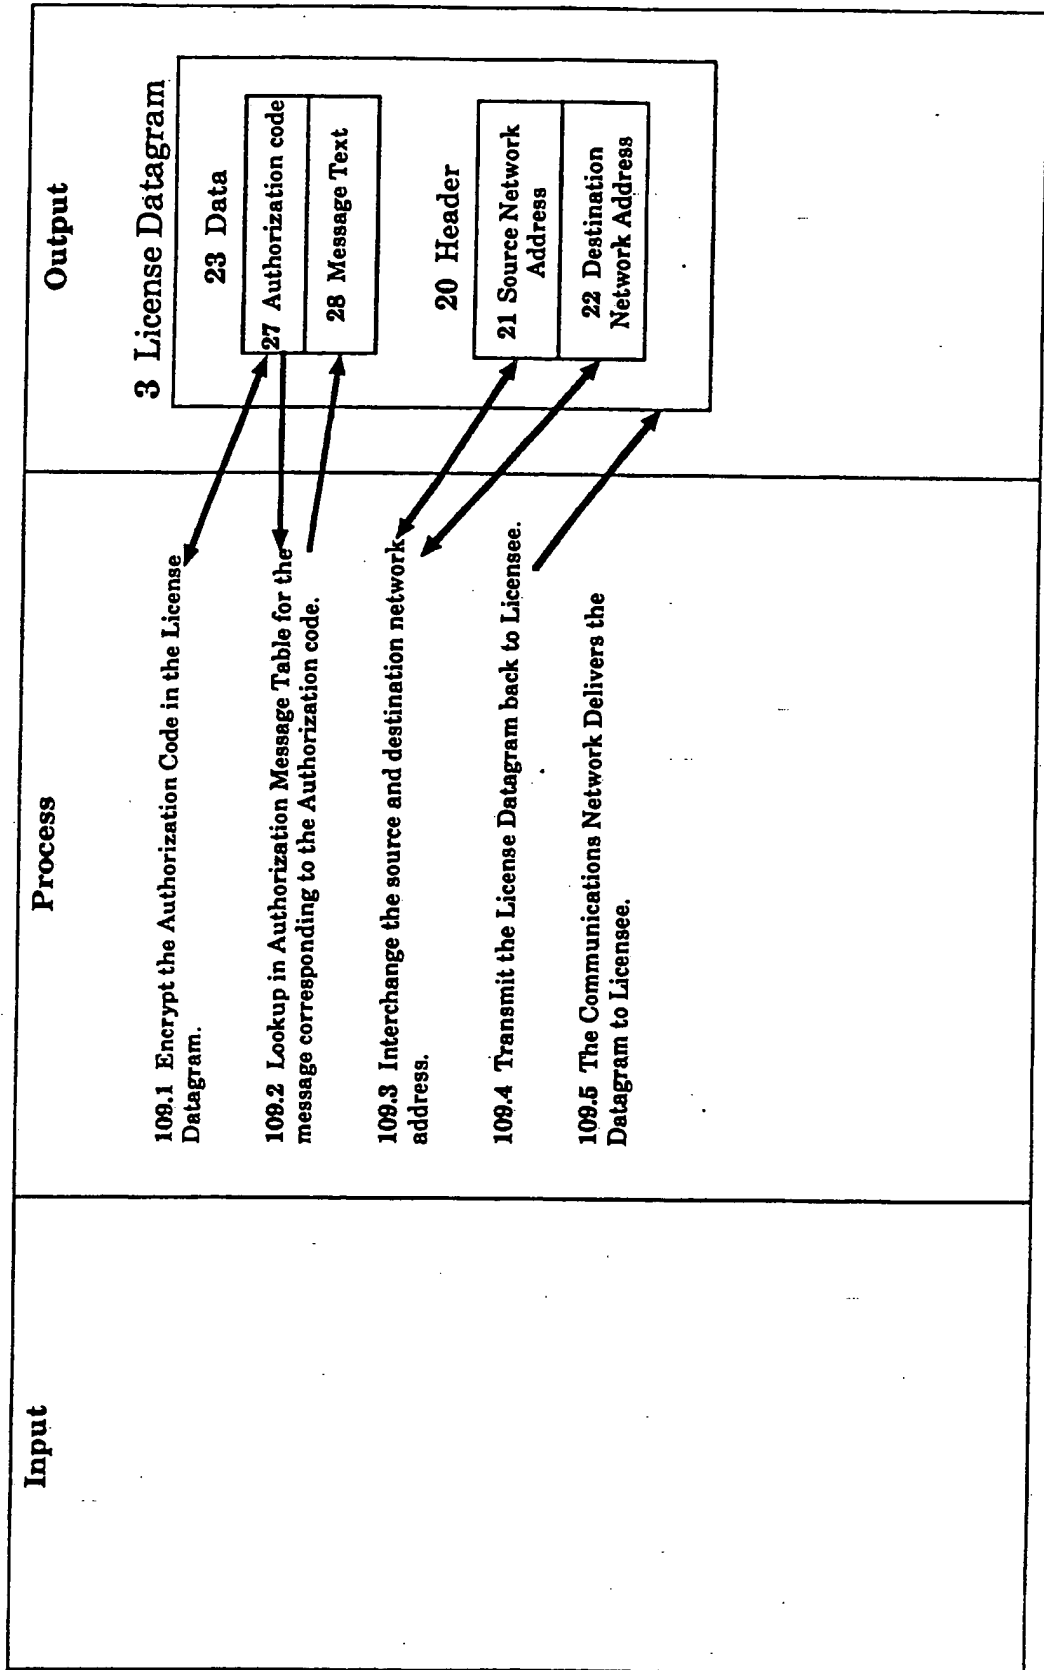 Input
Process
109.1 Encrypt the Authorization Code in the License
Datagram.
109.2 Lookup in Authorization Message Table for the
message corresponding to the Authorization code.
109.3 Interchange the source and destination network
address.
109.4 Transmit the License Datagram back to Licensee.
109.5 The Communications Network Delivers the
Datagram to Licensee.
Output
3 License Datagram
23 Data
27 Authorization code
28 Message Text
20 Header
21 Source Network
Address
22 Destination
Network Address